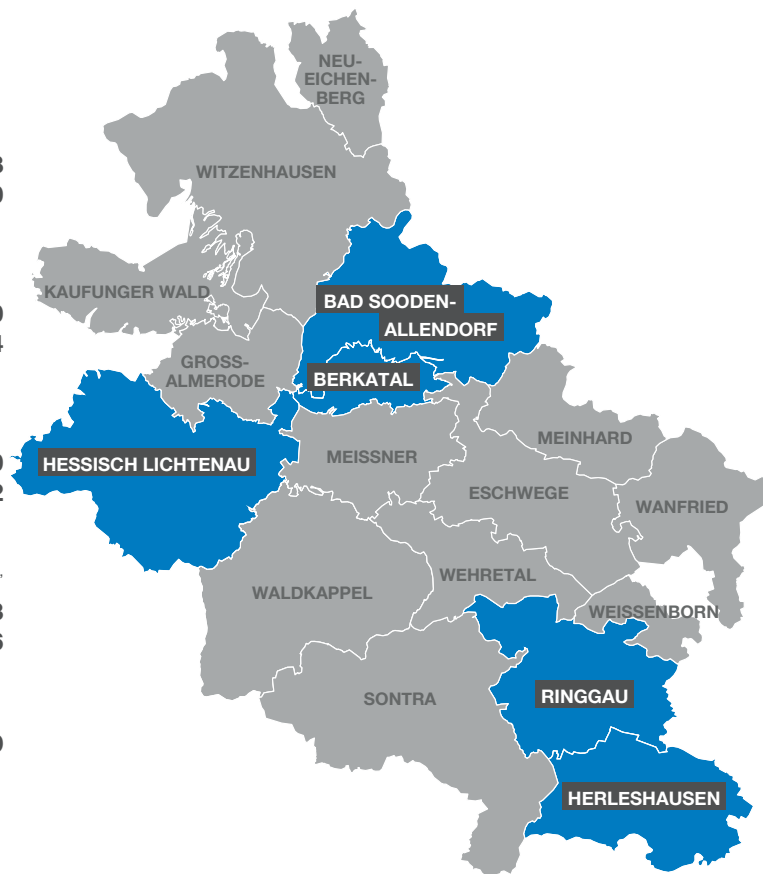 NEU-
EICHEN-
BERG
WITZENHAUSEN
KAUFUNGER WALD
BAD SOODEN-
ALLENDORF
GROSS-
ALMERODE
BERKATAL
HESSISCH LICHTENAU
MEISSNER
MEINHARD
ESCHWEGE
WANFRIED
WALDKAPPEL
WEHRETAL
WEISSENBORN
SONTRA
RINGGAU
HERLESHAUSEN